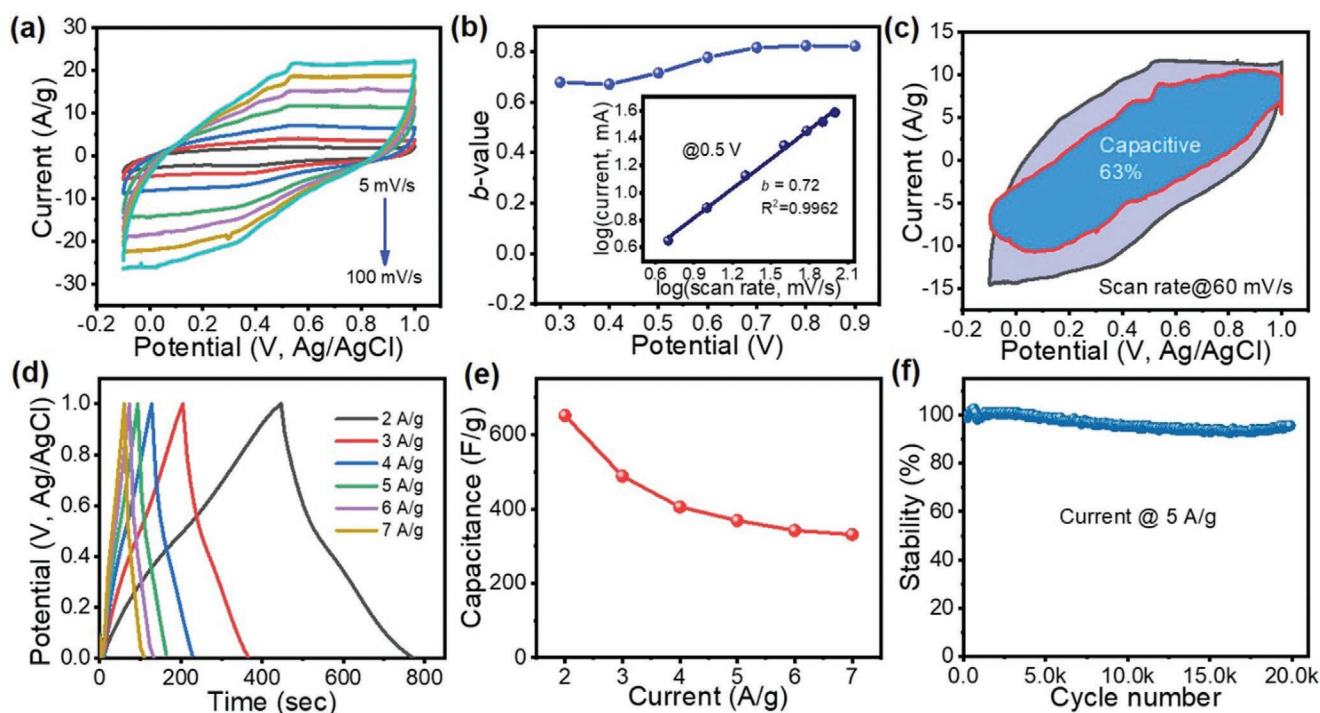 (a)
Current (A/g)
30
20
10
0
-10
-20
-30
5 mV/s
100 mV/s
-0.2 0.0 0.2 0.4 0.6 0.8 1.0
Potential (V, Ag/AgCl)
(b)
b-value
1.0
0.8
0.6
0.4
0.2
0.0
-0.2
log(current, mA)
1.6
1.4
1.2
1.0
0.8
0.6
@0.5 V
b = 0.72
R²=0.9962
0.6 0.9 1.2 1.5 1.8 2.1
log(scan rate, mV/s)
0.3 0.4 0.5 0.6 0.7 0.8 0.9
Potential (V)
(c)
Current (A/g)
15
10
5
0
-5
-10
-15
Capacitive
63%
Scan rate@60 mV/s
-0.2 0.0 0.2 0.4 0.6 0.8 1.0
Potential (V, Ag/AgCl)
(d)
Potential (V, Ag/AgCl)
1.0
0.8
0.6
0.4
0.2
0.0
2 A/g
3 A/g
4 A/g
5 A/g
6 A/g
7 A/g
0 200 400 600 800
Time (sec)
(e)
Capacitance (F/g)
600
400
200
0
2 3 4 5 6 7
Current (A/g)
(f)
Stability (%)
100
80
60
40
20
0
Current @ 5 A/g
0.0 5.0k 10.0k 15.0k 20.0k
Cycle number